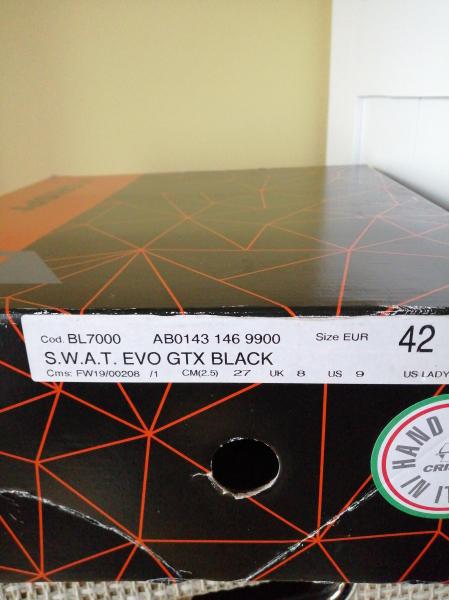 Cod. BL7000 AB0143 146 9900 Size EUR 42
S.W.A.T. EVO GTX BLACK
Cms: FW19/00208 /1 CM(2.5) 27 UK 8 US 9 US LADY
HAND